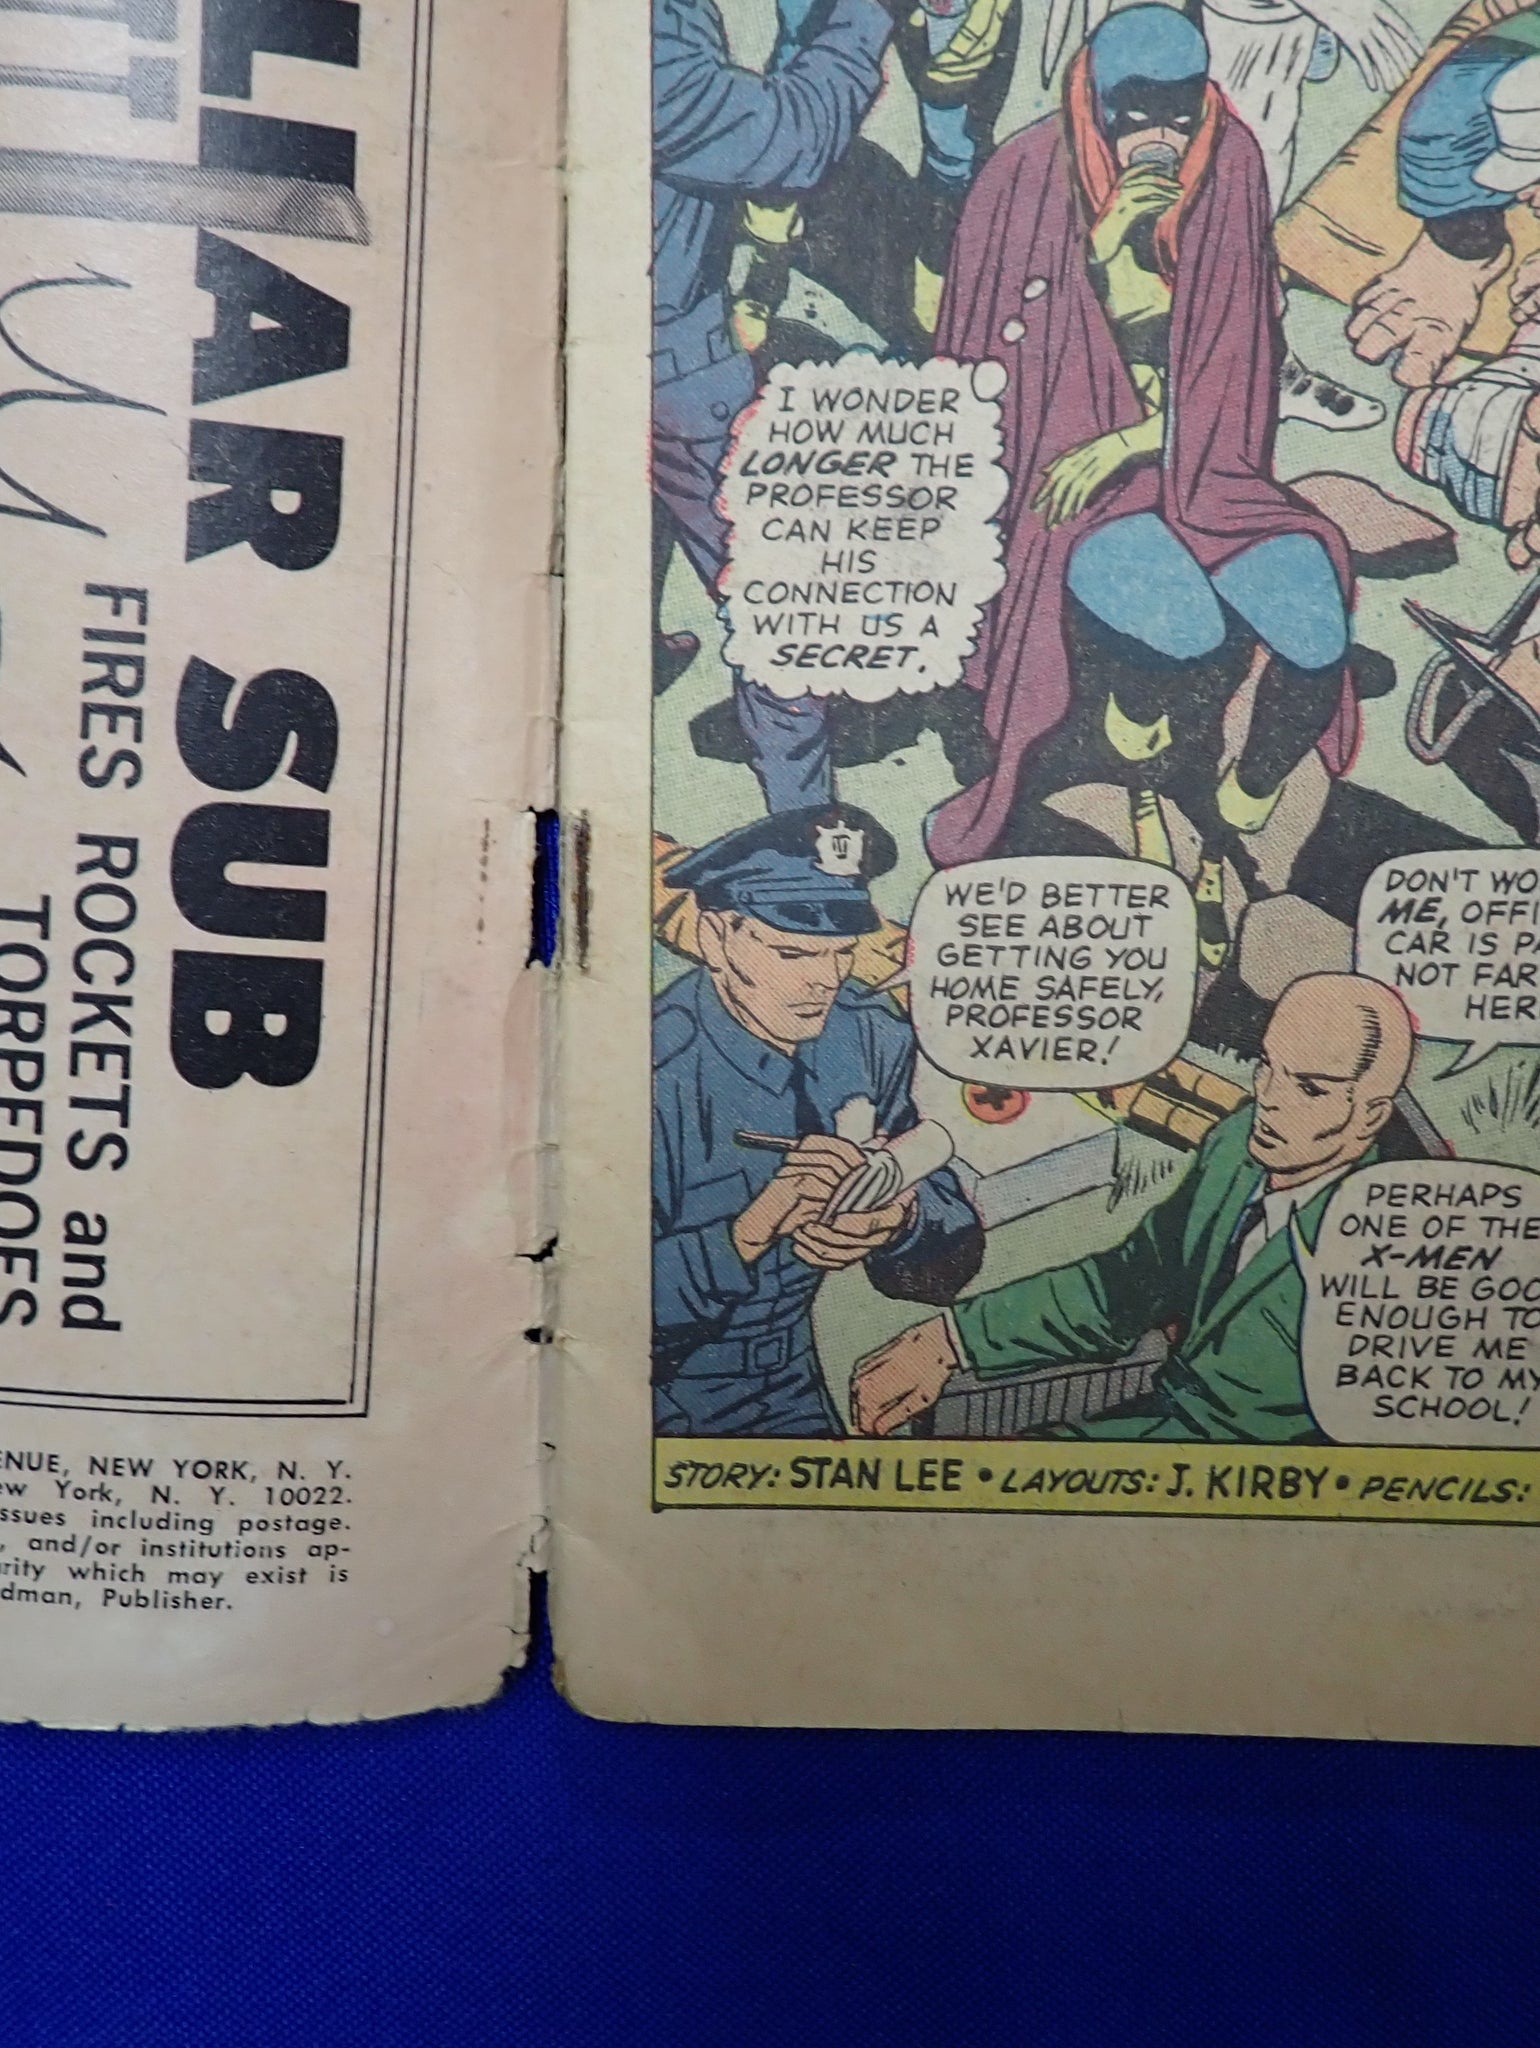 LLAR SUB
FIRES ROCKETS and
TORPEDOES
ENUE, NEW YORK, N. Y.
ew York, N. Y. 10022.
ssues including postage.
, and/or institutions ap-
rity which may exist is
dman, Publisher.
I WONDER
HOW MUCH
LONGER THE
PROFESSOR
CAN KEEP
HIS
CONNECTION
WITH US A
SECRET.
WE'D BETTER
SEE ABOUT
GETTING YOU
HOME SAFELY,
PROFESSOR
XAVIER!
DON'T WO
ME, OFFI
CAR IS PA
NOT FAR
HER
PERHAPS
ONE OF THE
X-MEN
WILL BE GOO
ENOUGH TO
DRIVE ME
BACK TO MY
SCHOOL!
STORY: STAN LEE • LAYOUTS: J. KIRBY • PENCILS: